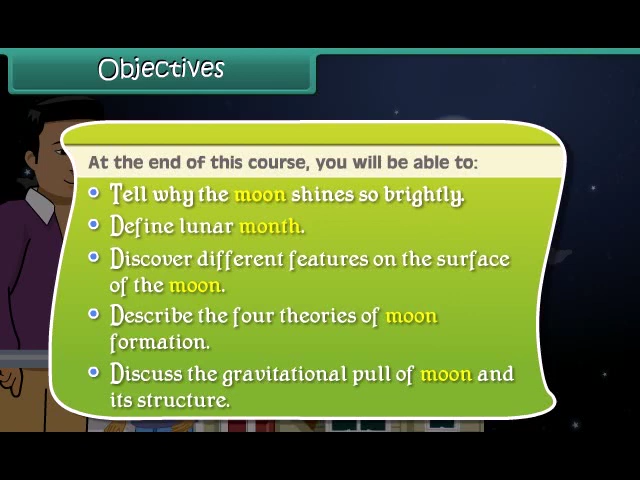 Objectives
At the end of this course, you will be able to:
Tell why the moon shines so brightly.
Define lunar month.
Discover different features on the surface
of the moon.
Describe the four theories of moon
formation.
Discuss the gravitational pull of moon and
its structure.